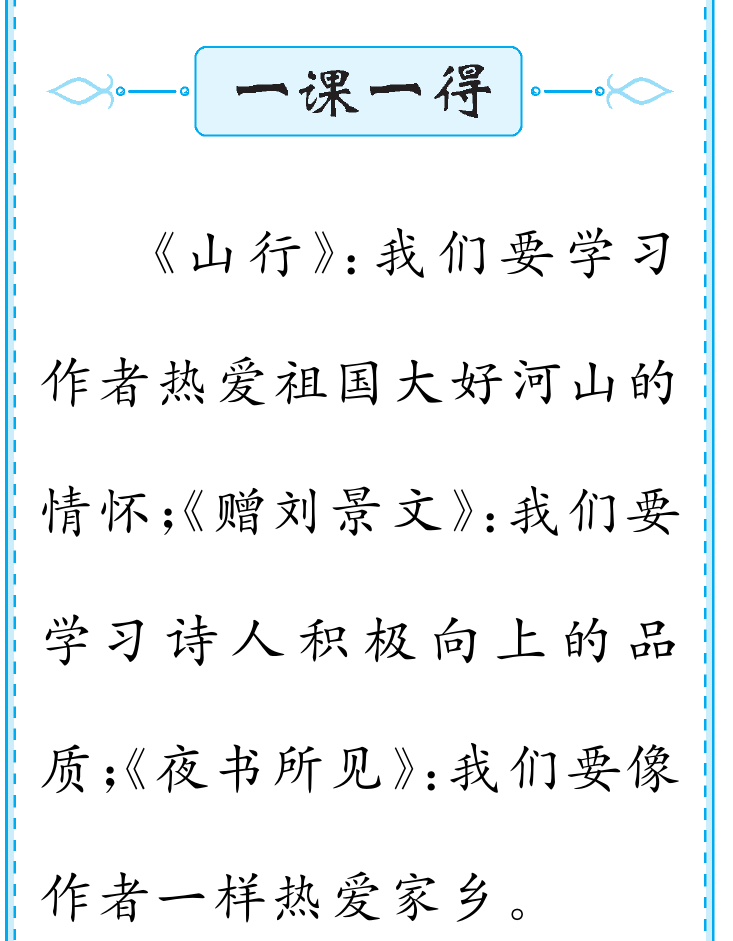 一课一得
《山行》：我们要学习
作者热爱祖国大好河山的
情怀；《赠刘景文》：我们要
学习诗人积极向上的品
质；《夜书所见》：我们要像
作者一样热爱家乡。